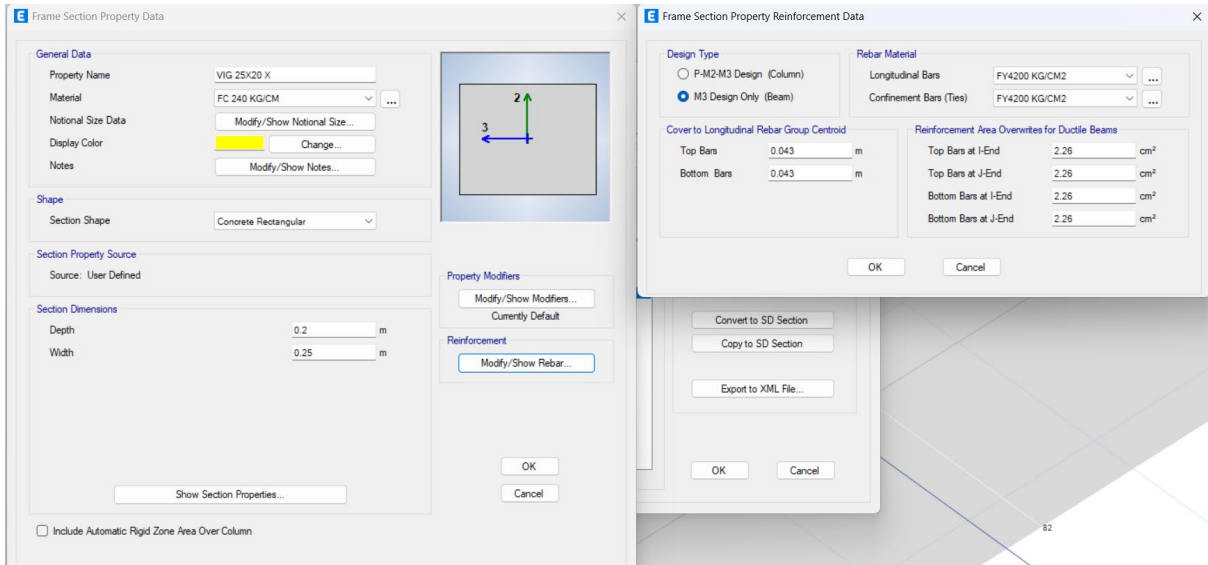 Frame Section Property Data
General Data
Property Name VIG 25X20 X
Material FC 240 KG/CM ...
Notional Size Data Modify/Show Notional Size...
Display Color Change...
Notes Modify/Show Notes...
2
3
Shape
Section Shape Concrete Rectangular
Section Property Source
Source: User Defined
Section Dimensions
Depth 0.2 m
Width 0.25 m
Property Modifiers
Modify/Show Modifiers...
Currently Default
Reinforcement
Modify/Show Rebar...
OK
Cancel
Show Section Properties...
Include Automatic Rigid Zone Area Over Column
Frame Section Property Reinforcement Data
Design Type
P-M2-M3 Design (Column)
M3 Design Only (Beam)
Rebar Material
Longitudinal Bars FY4200 KG/CM2 ...
Confinement Bars (Ties) FY4200 KG/CM2 ...
Cover to Longitudinal Rebar Group Centroid
Top Bars 0.043 m
Bottom Bars 0.043 m
Reinforcement Area Overwrites for Ductile Beams
Top Bars at I-End 2.26 cm²
Top Bars at J-End 2.26 cm²
Bottom Bars at I-End 2.26 cm²
Bottom Bars at J-End 2.26 cm²
OK Cancel
Convert to SD Section
Copy to SD Section
Export to XML File...
OK Cancel
82